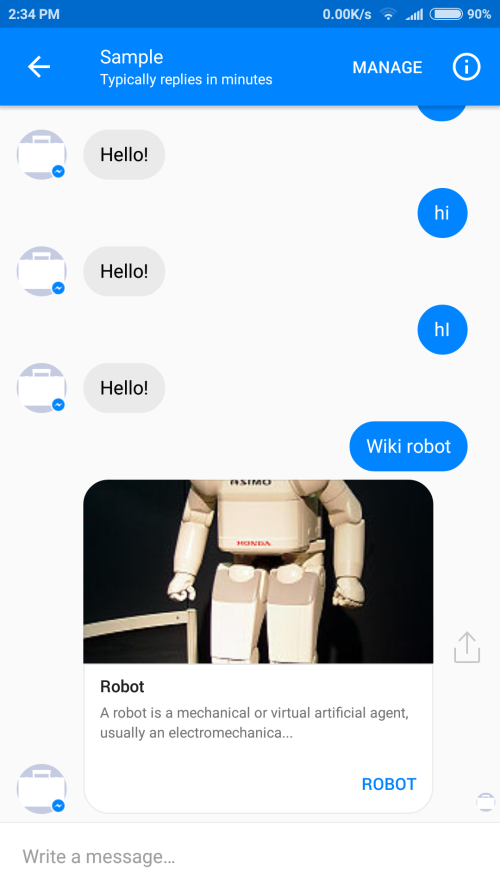 2:34 PM
0.00K/s
90%
Sample
Typically replies in minutes
MANAGE
Hello!
hi
Hello!
hI
Hello!
Wiki robot
ASIMO
HONDA
Robot
A robot is a mechanical or virtual artificial agent,
usually an electromechanica...
ROBOT
Write a message...